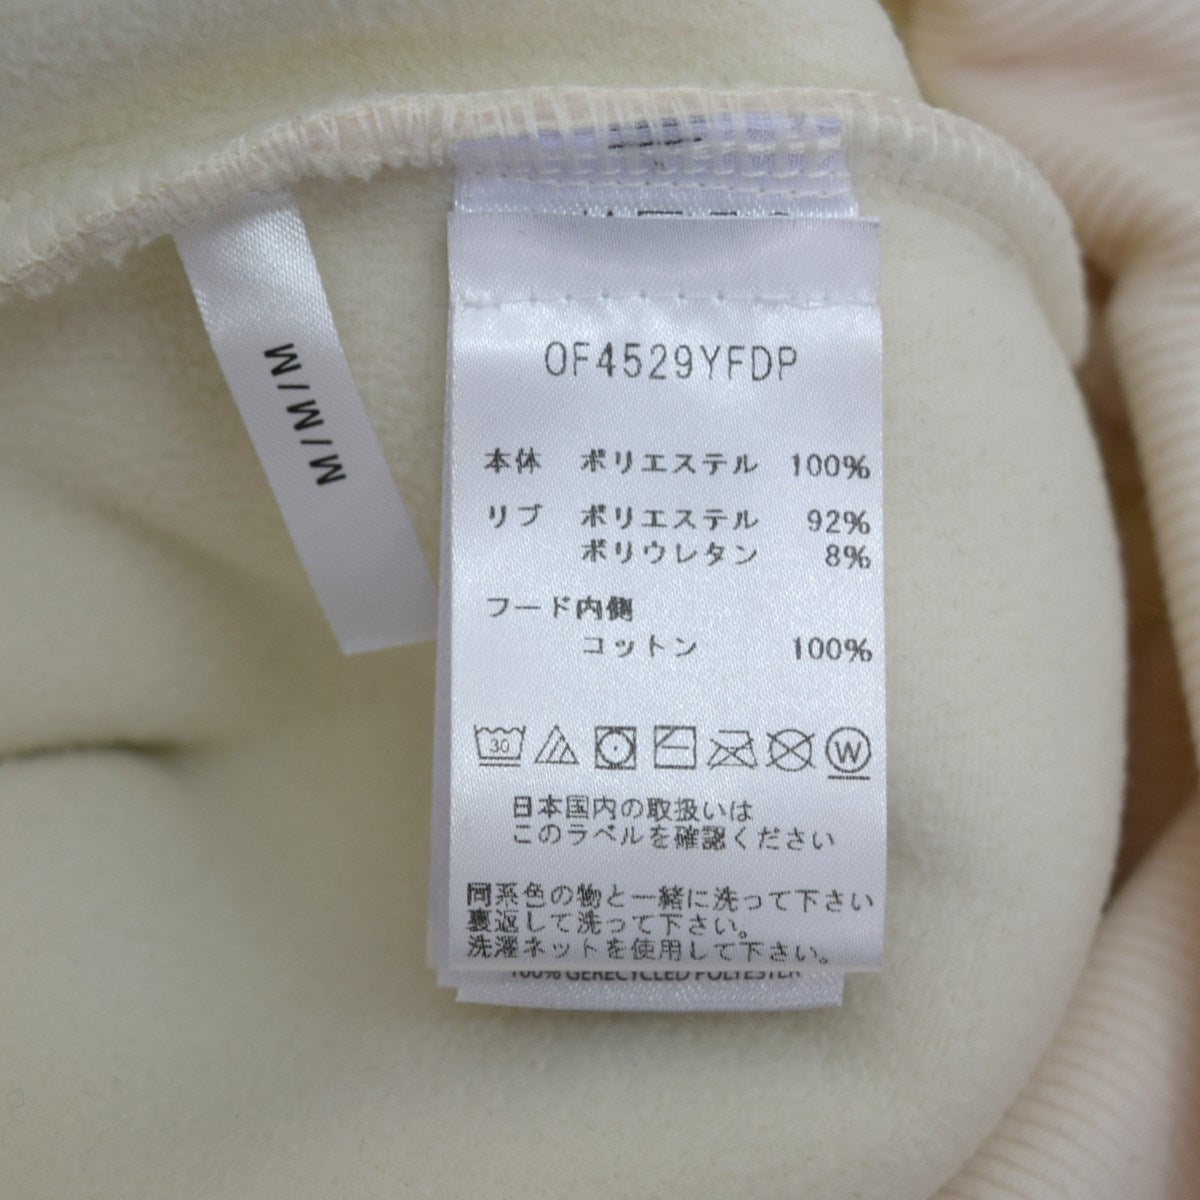 M/M/M
OF4529YFDP
本体 ポリエステル 100%
リブ ポリエステル 92%
ポリウレタン 8%
フード内側
コットン 100%
30
W
日本国内の取扱いは
このラベルを確認ください
同系色の物と一緒に洗って下さい
裏返して洗って下さい。
洗濯ネットを使用して下さい。